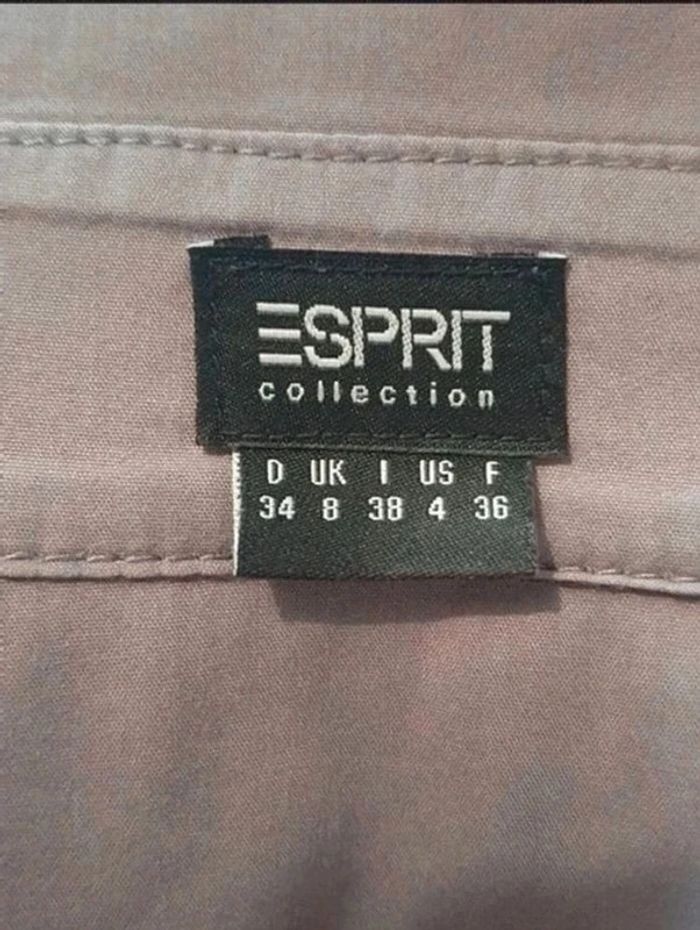 ESPRIT
collection
D UK I US F
34 8 38 4 36